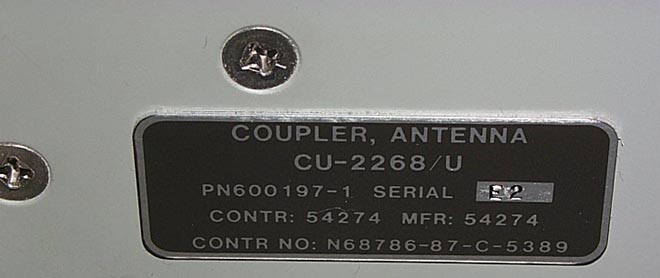 COUPLER, ANTENNA
CU-2268/U
PN600197-1 SERIAL E2
CONTR: 54274 MFR: 54274
CONTR NO: N68786-87-C-5389